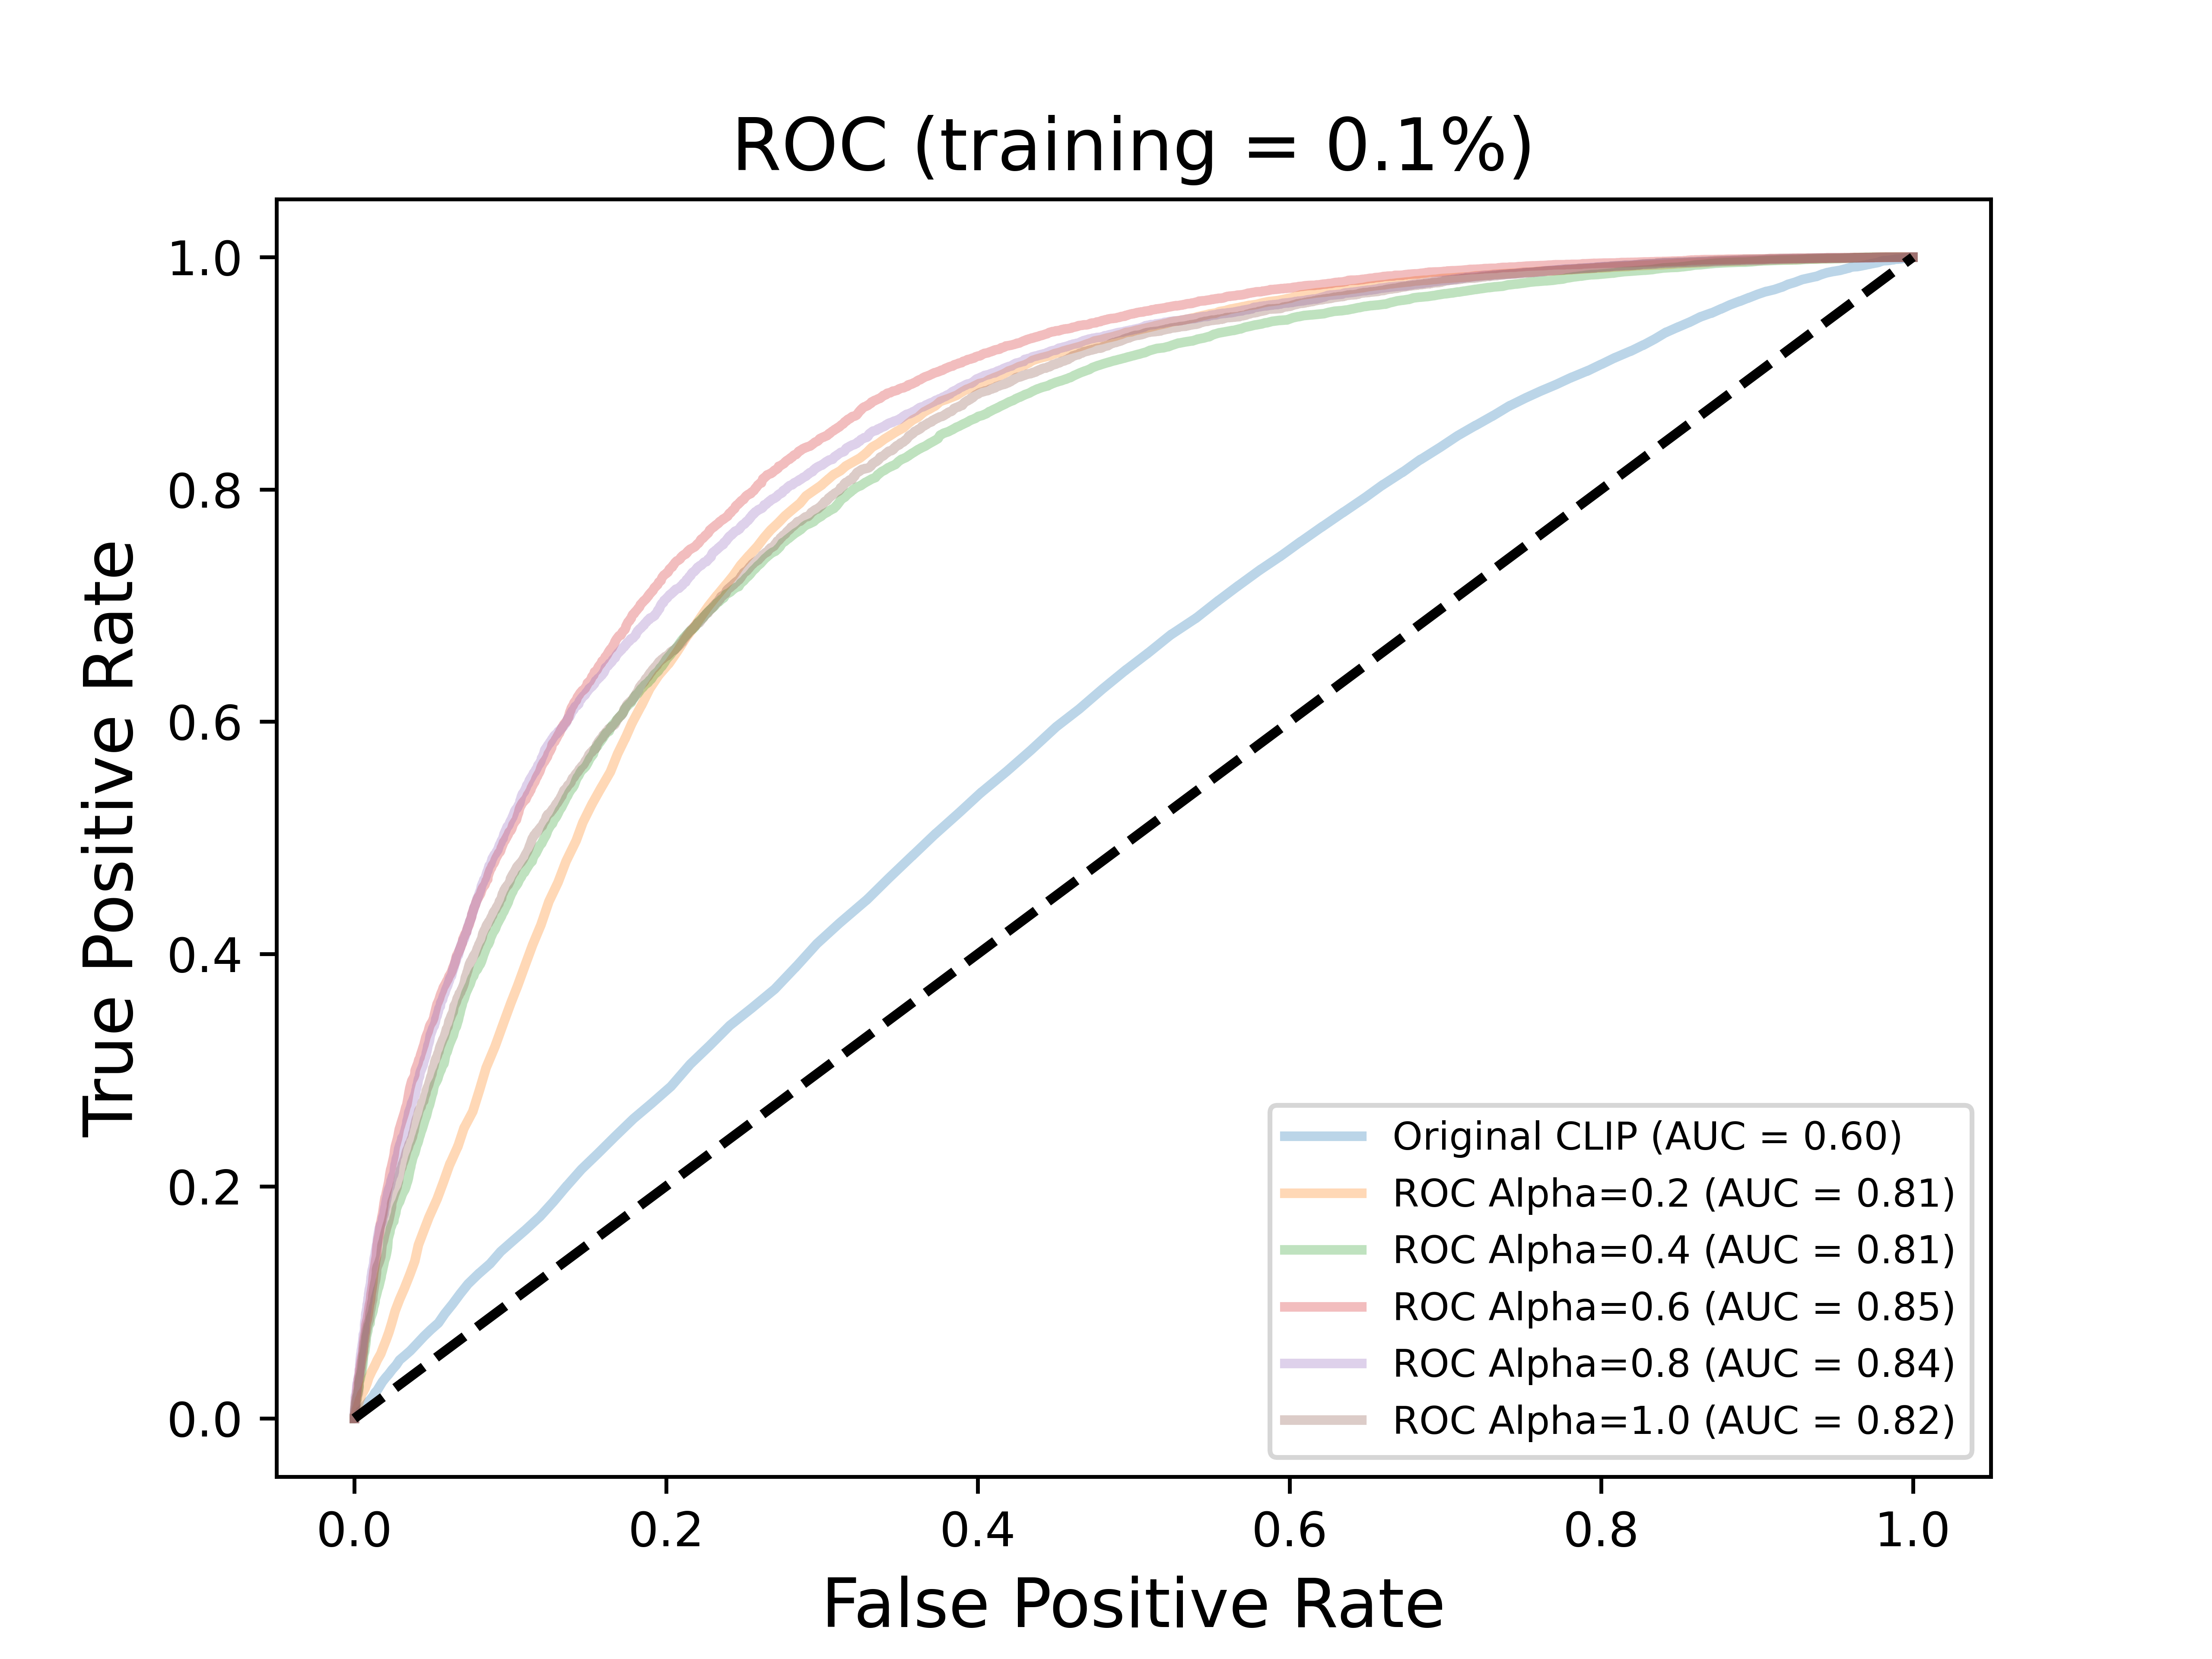 ROC (training = 0.1%)
True Positive Rate
1.0
0.8
0.6
0.4
0.2
0.0
Original CLIP (AUC = 0.60)
ROC Alpha=0.2 (AUC = 0.81)
ROC Alpha=0.4 (AUC = 0.81)
ROC Alpha=0.6 (AUC = 0.85)
ROC Alpha=0.8 (AUC = 0.84)
ROC Alpha=1.0 (AUC = 0.82)
0.0 0.2 0.4 0.6 0.8 1.0
False Positive Rate